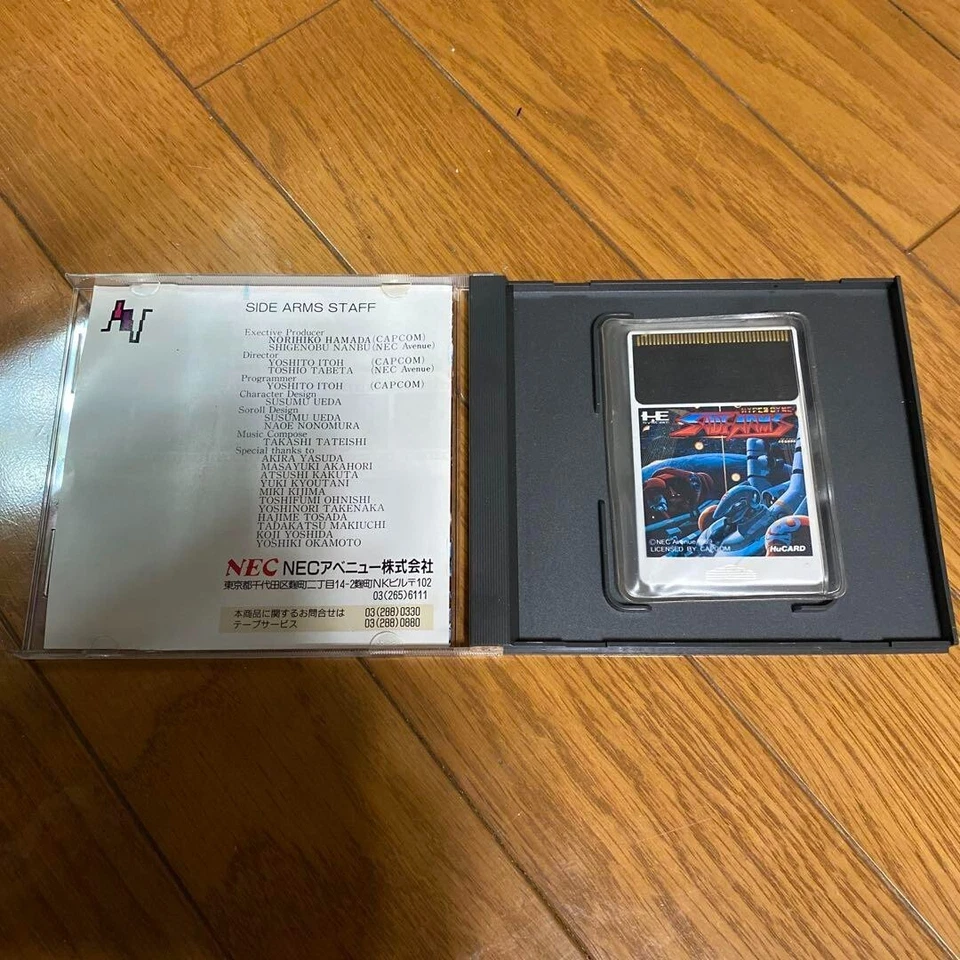 SIDE ARMS STAFF
Exective Producer
NORIHIKO HAMADA (CAPCOM)
SHIGENOBU NANBU (NEC Avenue)
Director
YOSHITO ITOH (CAPCOM)
TOSHIO TABETA (NEC Avenue)
Programmer
YOSHITO ITOH (CAPCOM)
Character Design
SUSUMU UEDA
Soroll Design
SUSUMU UEDA
NAOE NONOMURA
Music Compose
TAKASHI TATEISHI
Special thanks to
AKIRA YASUDA
MASAYUKI AKAHORI
ATSUSHI KAKUTA
YUKI KYOUTANI
MIKI KIJIMA
TOSHIFUMI OHNISHI
YOSHINORI TAKENAKA
HAJIME TOSADA
TADAKATSU MAKIUCHI
KOJI YOSHIDA
YOSHIKI OKAMOTO
NEC NECアベニュー株式会社
東京都千代田区麹町二丁目14-2麹町NKビル〒102
03(265)6111
本商品に関するお問合せは 03(288)0330
テープサービス 03(288)0880
HE
HYPER DYNE
SIDE ARMS
©NEC Avenue
LICENSED BY CAPCOM
HuCARD